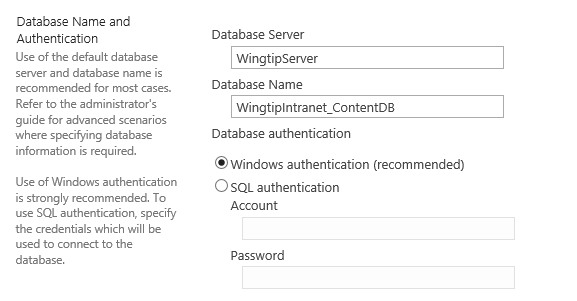 Database Name and
Authentication
Use of the default database
server and database name is
recommended for most cases.
Refer to the administrator's
guide for advanced scenarios
where specifying database
information is required.
Use of Windows authentication
is strongly recommended. To
use SQL authentication, specify
the credentials which will be
used to connect to the
database.
Database Server
WingtipServer
Database Name
WingtipIntranet_ContentDB
Database authentication
Windows authentication (recommended)
SQL authentication
Account
Password